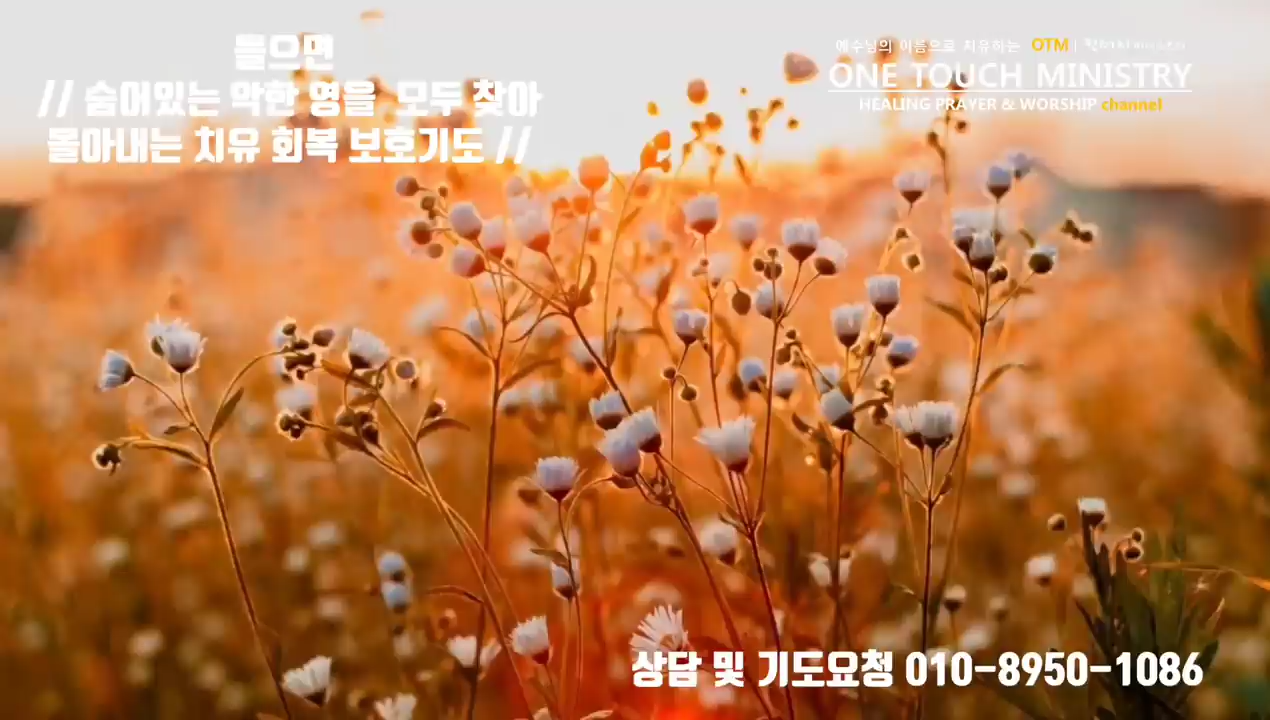 들으면
// 숨어있는 악한 영을 모두 찾아
몰아내는 치유 회복 보호기도 //
예수님의 이름으로 치유하는 OTM |
ONE TOUCH MINISTRY
HEALING PRAYER & WORSHIP channel
상담 및 기도요청 010-8950-1086